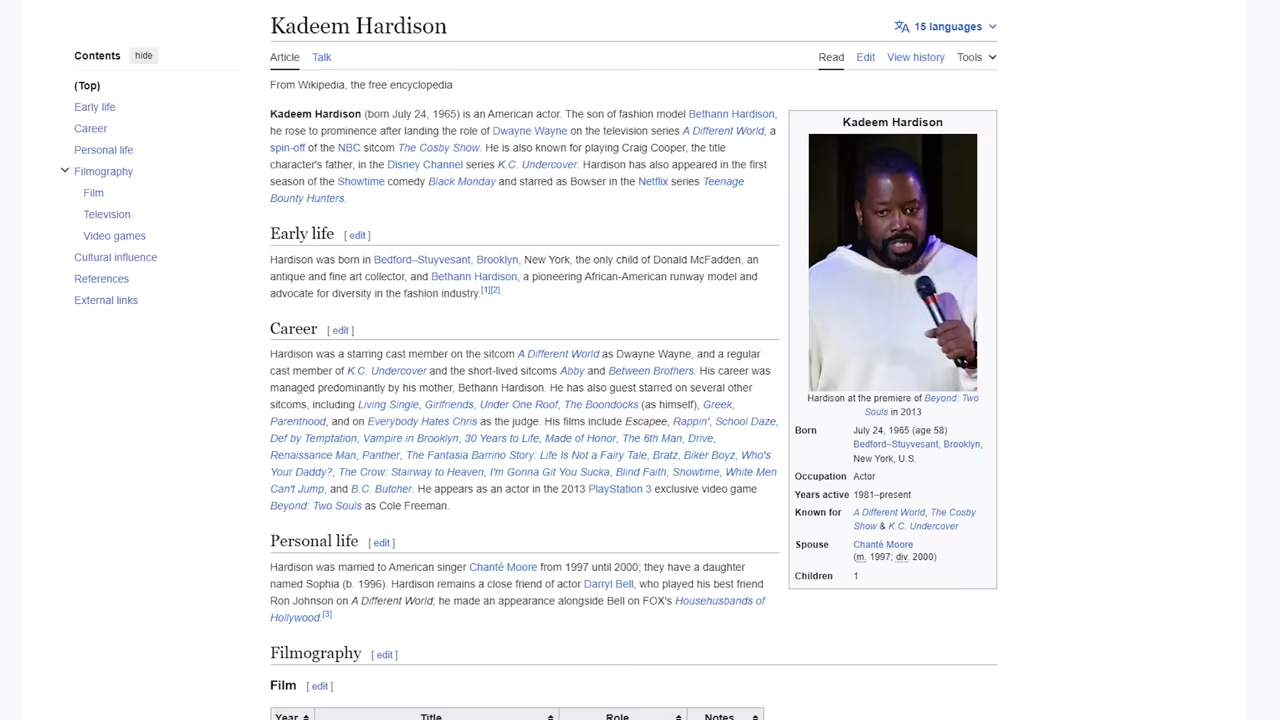 Kadeem Hardison
15 languages
Contents hide
(Top)
Early life
Career
Personal life
Filmography
Film
Television
Video games
Cultural influence
References
External links
Article Talk
Read Edit View history Tools
From Wikipedia, the free encyclopedia
Kadeem Hardison (born July 24, 1965) is an American actor. The son of fashion model Bethann Hardison,
he rose to prominence after landing the role of Dwayne Wayne on the television series A Different World, a
spin-off of the NBC sitcom The Cosby Show. He is also known for playing Craig Cooper, the title
character's father, in the Disney Channel series K.C. Undercover. Hardison has also appeared in the first
season of the Showtime comedy Black Monday and starred as Bowser in the Netflix series Teenage
Bounty Hunters.
Early life [ edit ]
Hardison was born in Bedford–Stuyvesant, Brooklyn, New York, the only child of Donald McFadden, an
antique and fine art collector, and Bethann Hardison, a pioneering African-American runway model and
advocate for diversity in the fashion industry.[1][2]
Career [ edit ]
Hardison was a starring cast member on the sitcom A Different World as Dwayne Wayne, and a regular
cast member of K.C. Undercover and the short-lived sitcoms Abby and Between Brothers. His career was
managed predominantly by his mother, Bethann Hardison. He has also guest starred on several other
sitcoms, including Living Single, Girlfriends, Under One Roof, The Boondocks (as himself), Greek,
Parenthood, and on Everybody Hates Chris as the judge. His films include Escapee, Rappin', School Daze,
Def by Temptation, Vampire in Brooklyn, 30 Years to Life, Made of Honor, The 6th Man, Drive,
Renaissance Man, Panther, The Fantasia Barrino Story: Life Is Not a Fairy Tale, Bratz, Biker Boyz, Who's
Your Daddy?, The Crow: Stairway to Heaven, I'm Gonna Git You Sucka, Blind Faith, Showtime, White Men
Can't Jump, and B.C. Butcher. He appears as an actor in the 2013 PlayStation 3 exclusive video game
Beyond: Two Souls as Cole Freeman.
Personal life [ edit ]
Hardison was married to American singer Chanté Moore from 1997 until 2000; they have a daughter
named Sophia (b. 1996). Hardison remains a close friend of actor Darryl Bell, who played his best friend
Ron Johnson on A Different World; he made an appearance alongside Bell on FOX's Househusbands of
Hollywood.[3]
Filmography [ edit ]
Film [ edit ]
Year Title Role Notes
Kadeem Hardison
Hardison at the premiere of Beyond: Two
Souls in 2013
Born July 24, 1965 (age 58)
Bedford–Stuyvesant, Brooklyn,
New York, U.S.
Occupation Actor
Years active 1981–present
Known for A Different World, The Cosby
Show & K.C. Undercover
Spouse Chanté Moore
(m. 1997; div. 2000)
Children 1